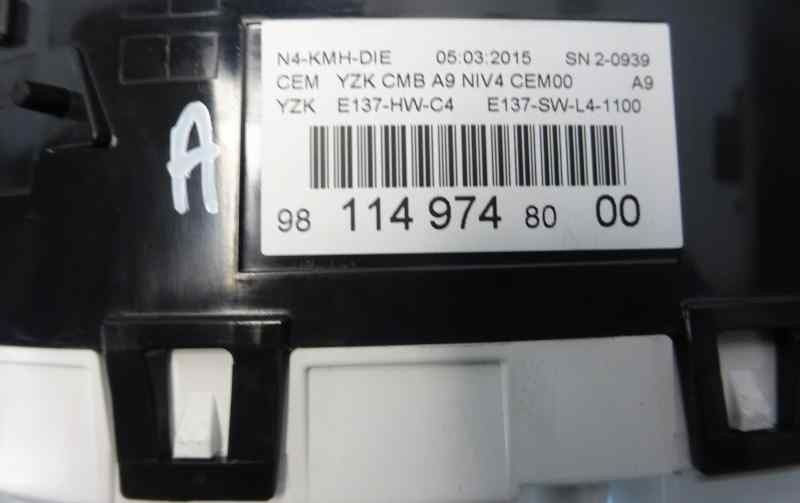 N4-KMH-DIE 05:03:2015 SN 2-0939
CEM YZK CMB A9 NIV4 CEM00 A9
YZK E137-HW-C4 E137-SW-L4-1100
98 114 974 80 00
A